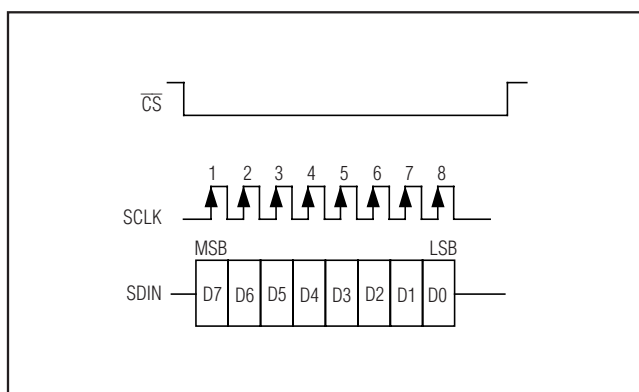 CS
1 2 3 4 5 6 7 8
SCLK
MSB LSB
SDIN D7 D6 D5 D4 D3 D2 D1 D0